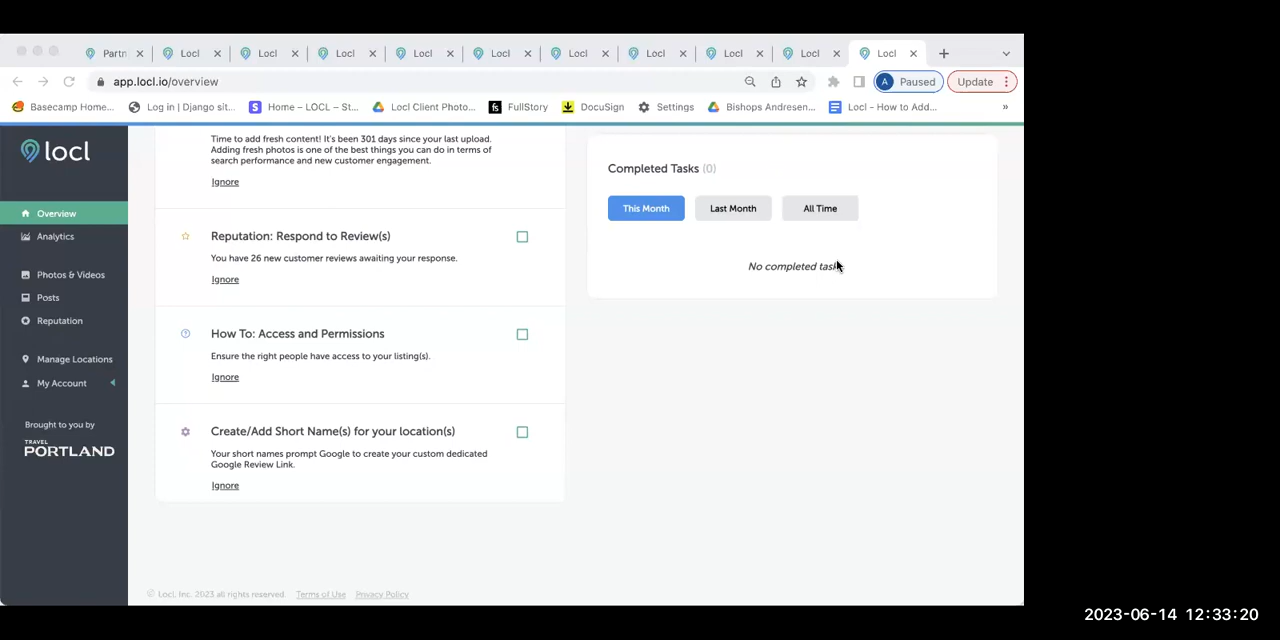 Partn
Locl
Locl
Locl
Locl
Locl
Locl
Locl
Locl
Locl
Locl
app.locl.io/overview
A Paused
Update
Basecamp Home...
Log in | Django sit...
S Home – LOCL – St...
Locl Client Photo...
fs FullStory
DocuSign
Settings
Bishops Andresen...
Locl - How to Add...
»
locl
Overview
Analytics
Photos & Videos
Posts
Reputation
Manage Locations
My Account
Brought to you by
TRAVEL
PORTLAND
Time to add fresh content! It's been 301 days since your last upload.
Adding fresh photos is one of the best things you can do in terms of
search performance and new customer engagement.
Ignore
Reputation: Respond to Review(s)
You have 26 new customer reviews awaiting your response.
Ignore
How To: Access and Permissions
Ensure the right people have access to your listing(s).
Ignore
Create/Add Short Name(s) for your location(s)
Your short names prompt Google to create your custom dedicated
Google Review Link.
Ignore
Completed Tasks (0)
This Month
Last Month
All Time
No completed tasks
© Locl, Inc. 2023 all rights reserved.
Terms of Use
Privacy Policy
2023-06-14 12:33:20